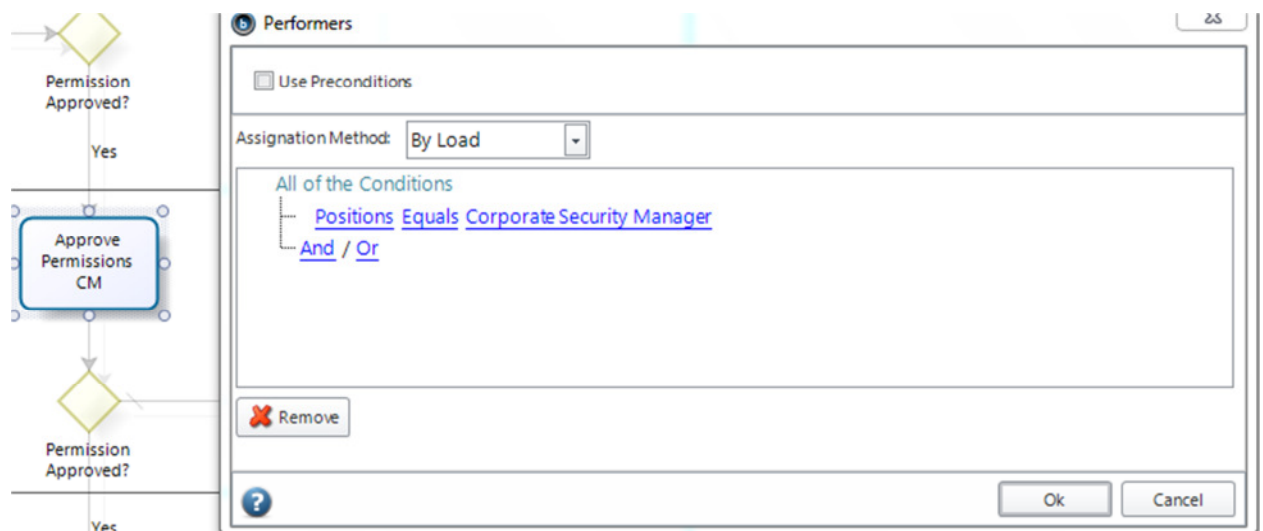 Permission
Approved?
Yes
Approve
Permissions
CM
Permission
Approved?
Yes
Performers
Use Preconditions
Assignation Method: By Load
All of the Conditions
Positions Equals Corporate Security Manager
And / Or
Remove
? Ok Cancel